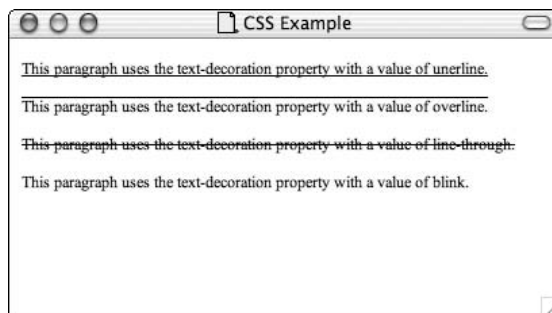 CSS Example
This paragraph uses the text-decoration property with a value of unerline.
This paragraph uses the text-decoration property with a value of overline.
This paragraph uses the text-decoration property with a value of line-through.
This paragraph uses the text-decoration property with a value of blink.